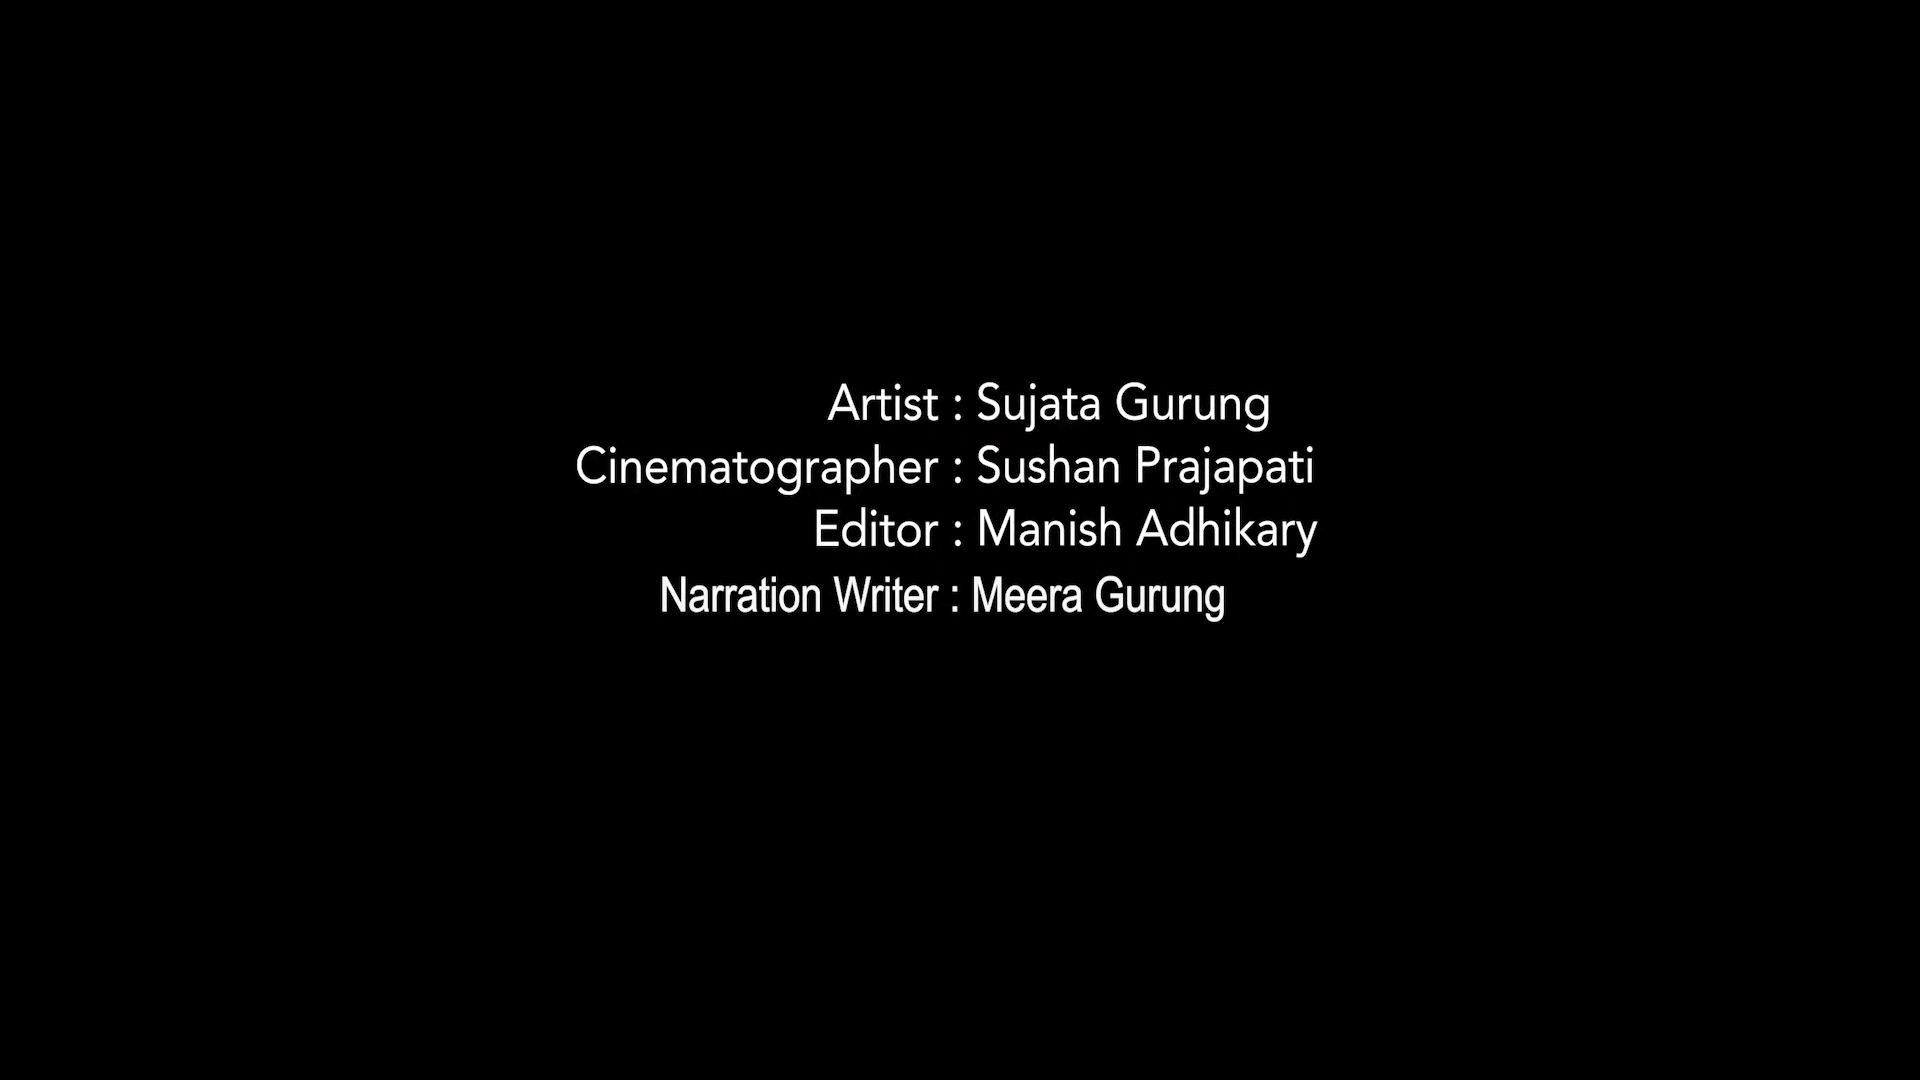 Artist : Sujata Gurung
Cinematographer : Sushan Prajapati
Editor : Manish Adhikary
Narration Writer : Meera Gurung